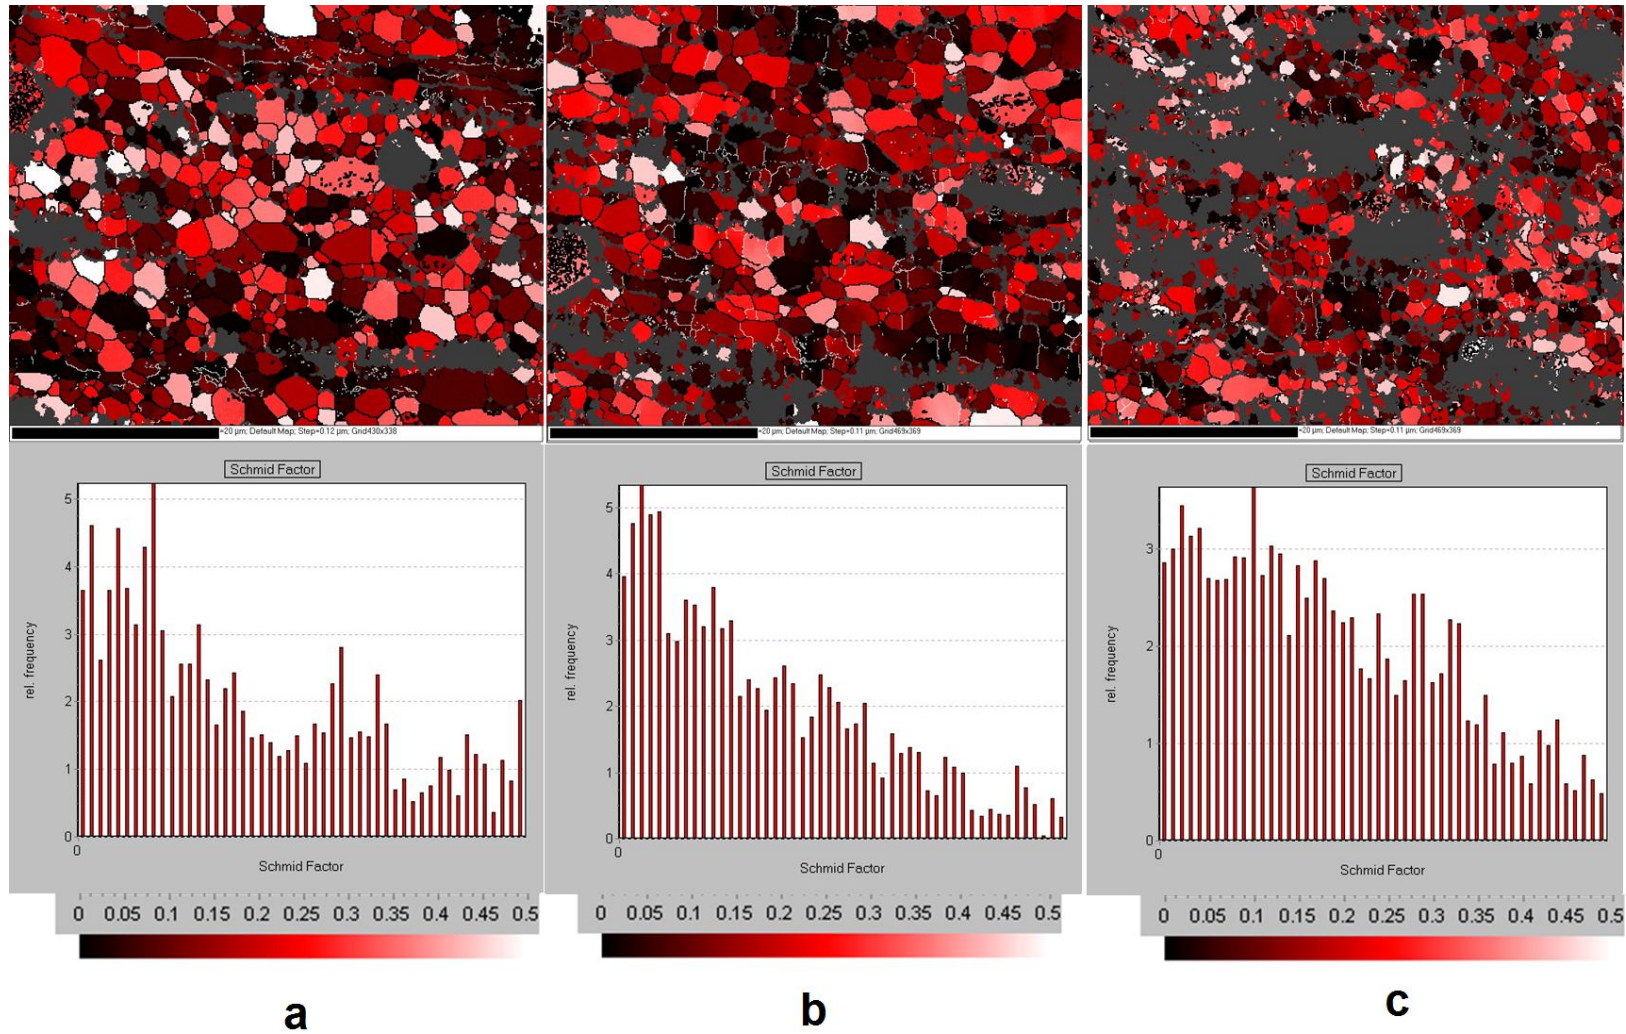 =20 µm; Default Map; Step=0.12 µm; Grid430x338
=20 µm; Default Map; Step=0.11 µm; Grid469x369
=20 µm; Default Map; Step=0.11 µm; Grid469x369
Schmid Factor
5
4
3
2
1
0
0
rel. frequency
Schmid Factor
0 0.05 0.1 0.15 0.2 0.25 0.3 0.35 0.4 0.45 0.5
a
Schmid Factor
5
4
3
2
1
0
0
rel. frequency
Schmid Factor
0 0.05 0.1 0.15 0.2 0.25 0.3 0.35 0.4 0.45 0.5
b
Schmid Factor
3
2
1
0
0
rel. frequency
Schmid Factor
0 0.05 0.1 0.15 0.2 0.25 0.3 0.35 0.4 0.45 0.5
c